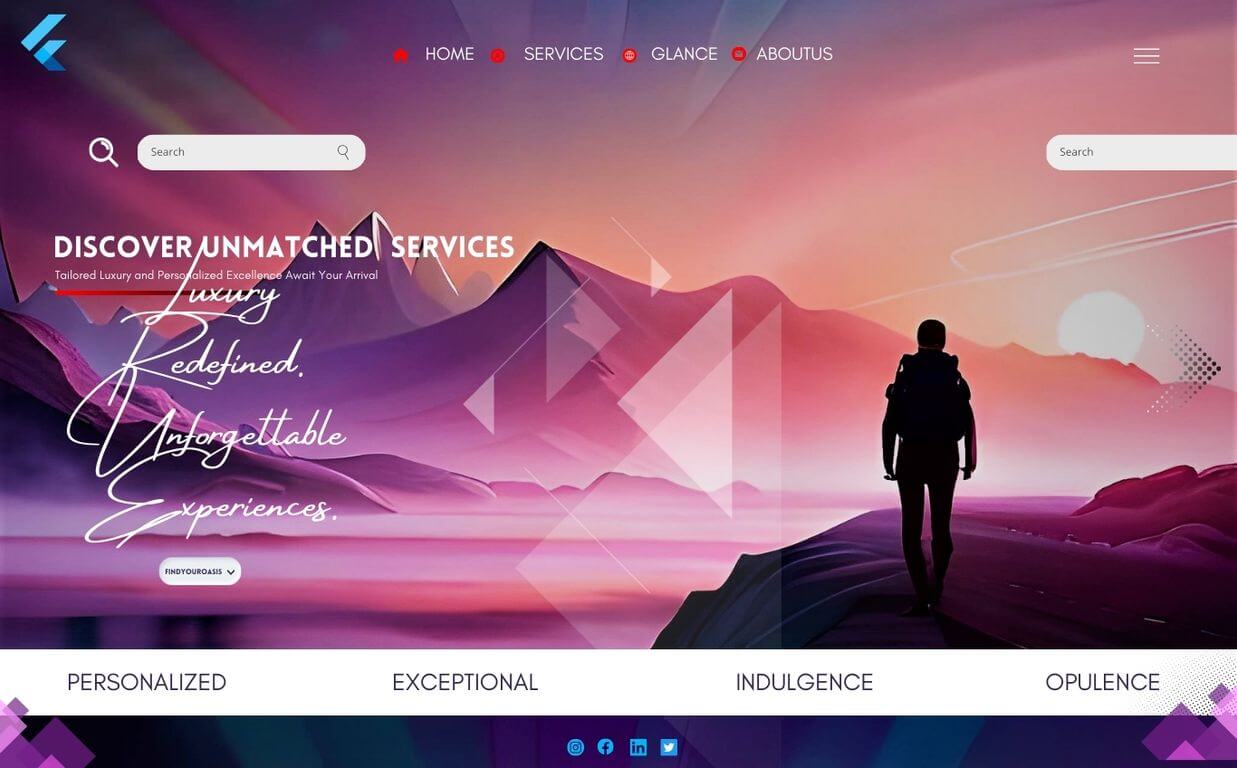 HOME SERVICES GLANCE ABOUTUS
Search
Search
DISCOVER UNMATCHED SERVICES
Tailored Luxury and Personalized Excellence Await Your Arrival
Luxury
Redefined.
Unforgettable
Experiences.
FINDYOUROASIS
PERSONALIZED EXCEPTIONAL INDULGENCE OPULENCE